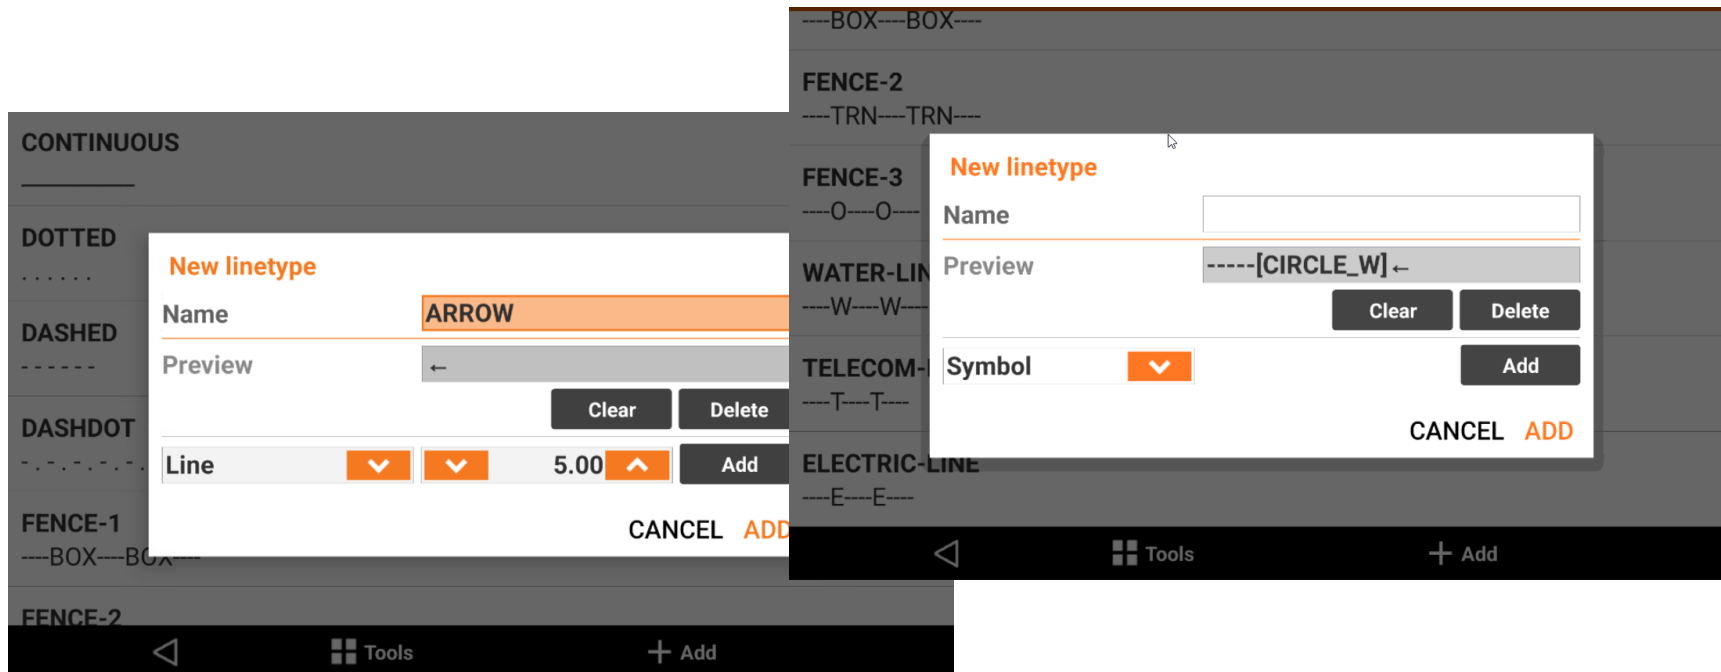 CONTINUOUS
DOTTED
. . . . . .
DASHED
- - - - - -
DASHDOT
- . - . - . - . - .
FENCE-1
----BOX----BOX----
FENCE-2
New linetype
Name
ARROW
Preview
←
Clear
Delete
Line
5.00
Add
CANCEL
ADD
Tools
+ Add
----BOX----BOX----
FENCE-2
----TRN----TRN----
FENCE-3
----O----O----
WATER-LIN
----W----W----
TELECOM-
----T----T----
ELECTRIC-LINE
----E----E----
New linetype
Name
Preview
-----[CIRCLE_W]←
Clear
Delete
Symbol
Add
CANCEL
ADD
Tools
+ Add